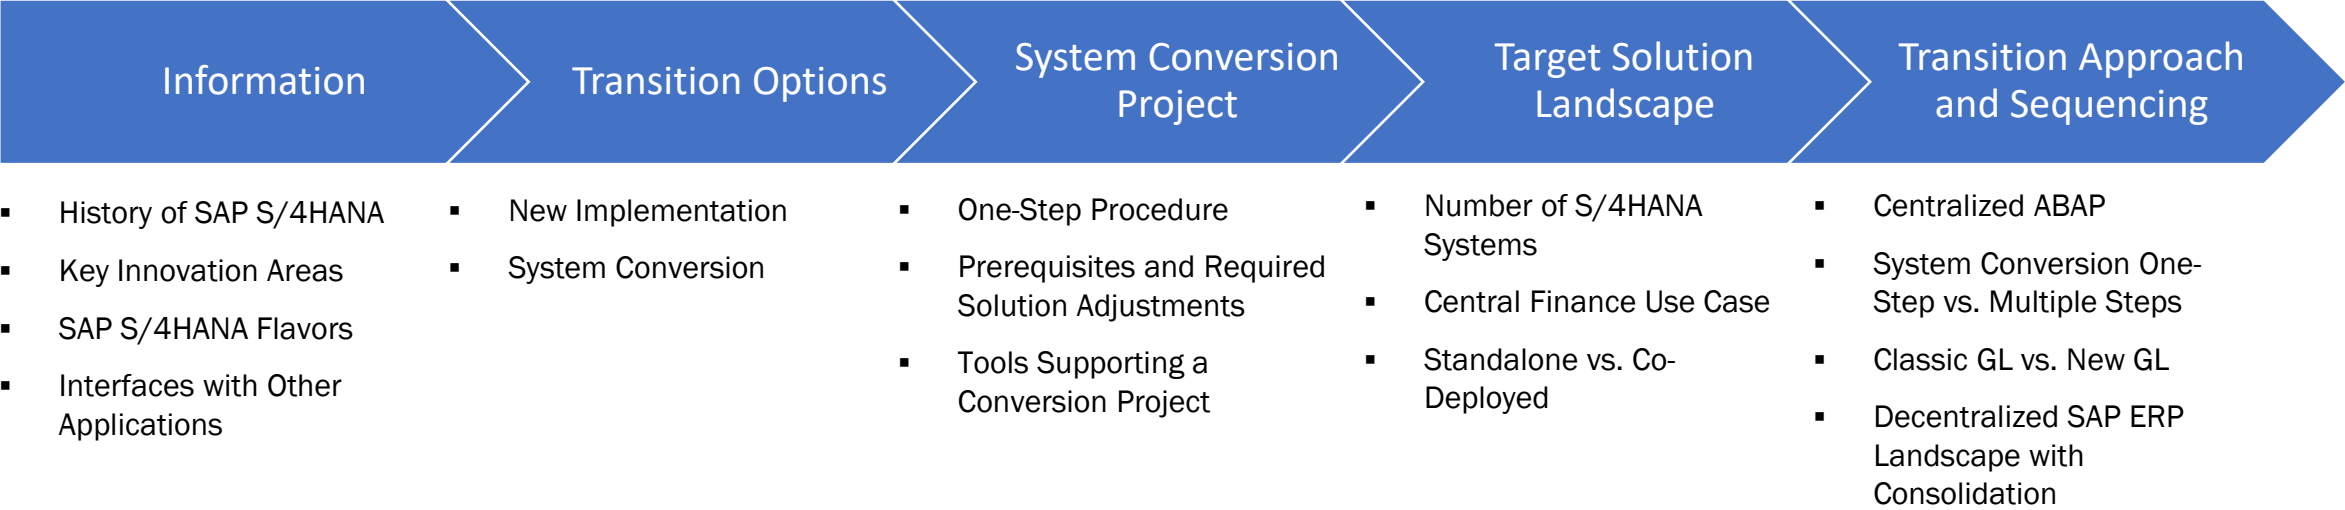 Information
Transition Options
System Conversion
Project
Target Solution
Landscape
Transition Approach
and Sequencing
▪ History of SAP S/4HANA
▪ Key Innovation Areas
▪ SAP S/4HANA Flavors
▪ Interfaces with Other
Applications
▪ New Implementation
▪ System Conversion
▪ One-Step Procedure
▪ Prerequisites and Required
Solution Adjustments
▪ Tools Supporting a
Conversion Project
▪ Number of S/4HANA
Systems
▪ Central Finance Use Case
▪ Standalone vs. Co-
Deployed
▪ Centralized ABAP
▪ System Conversion One-
Step vs. Multiple Steps
▪ Classic GL vs. New GL
▪ Decentralized SAP ERP
Landscape with
Consolidation